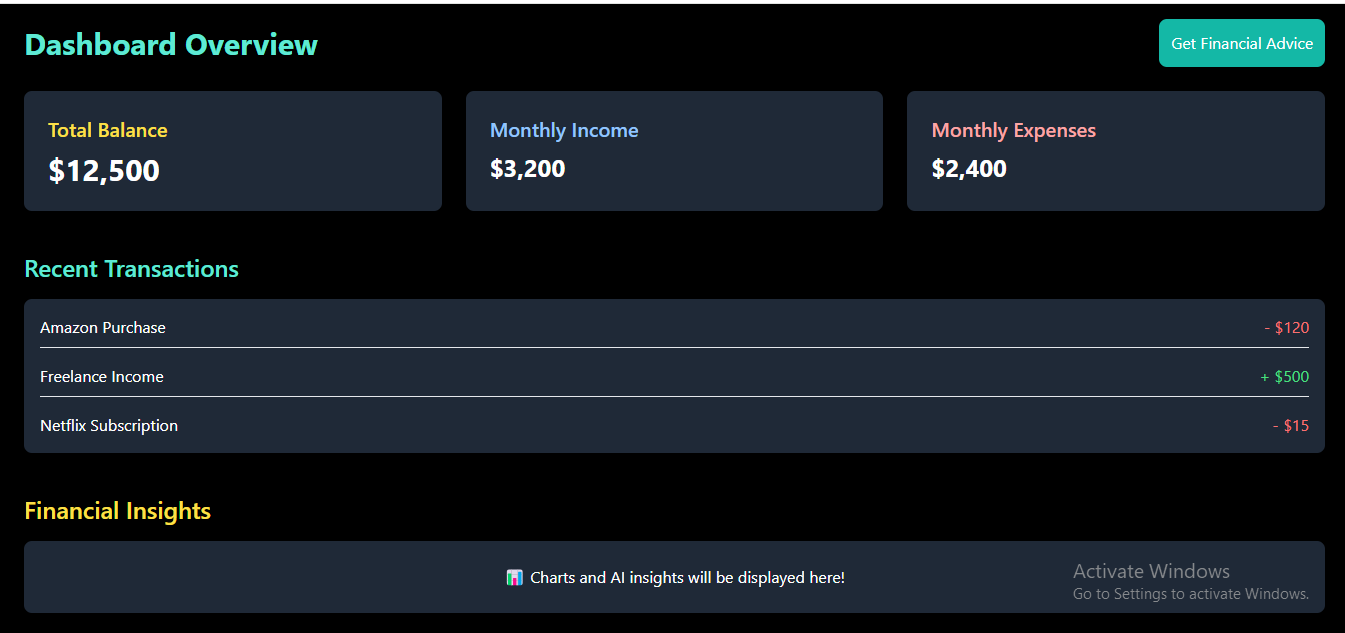 Dashboard Overview
Get Financial Advice
Total Balance
$12,500
Monthly Income
$3,200
Monthly Expenses
$2,400
Recent Transactions
Amazon Purchase - $120
Freelance Income + $500
Netflix Subscription - $15
Financial Insights
📊 Charts and AI insights will be displayed here!
Activate Windows
Go to Settings to activate Windows.